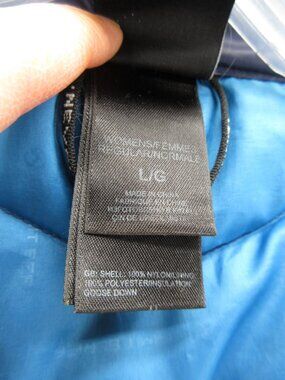 WOMENS/FEMMES
REGULAR/NORMALE
L/G
MADE IN CHINA
FABRIQUÉ EN CHINE
GB: SHELL: 100% NYLON/LINING:
100% POLYESTER/INSULATION:
GOOSE DOWN